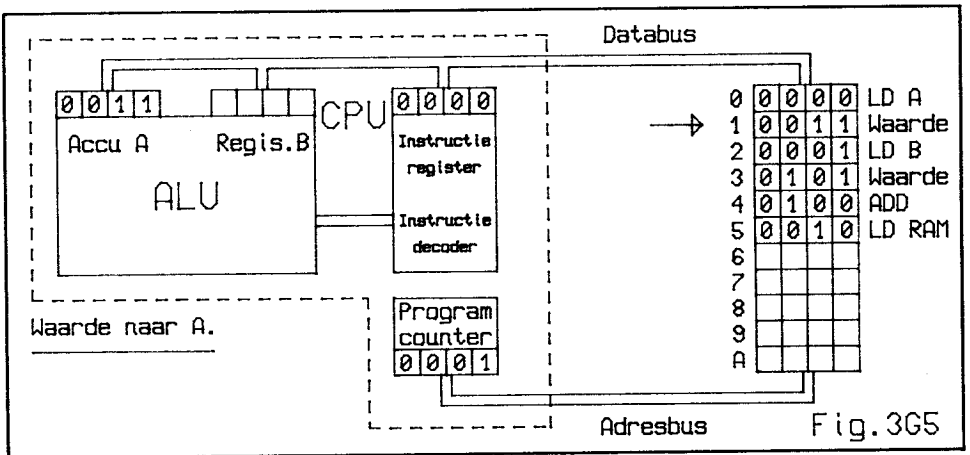 Databus
0 0 1 1
CPU
0 0 0 0
Accu A Regis.B
ALU
Instructie
register
Instructie
decoder
0 0 0 0 0 LD A
1 0 0 1 1 Waarde
2 0 0 0 1 LD B
3 0 1 0 1 Waarde
4 0 1 0 0 ADD
5 0 0 1 0 LD RAM
6
7
8
9
A
Waarde naar A.
Program
counter
0 0 0 1
Adresbus
Fig.3G5